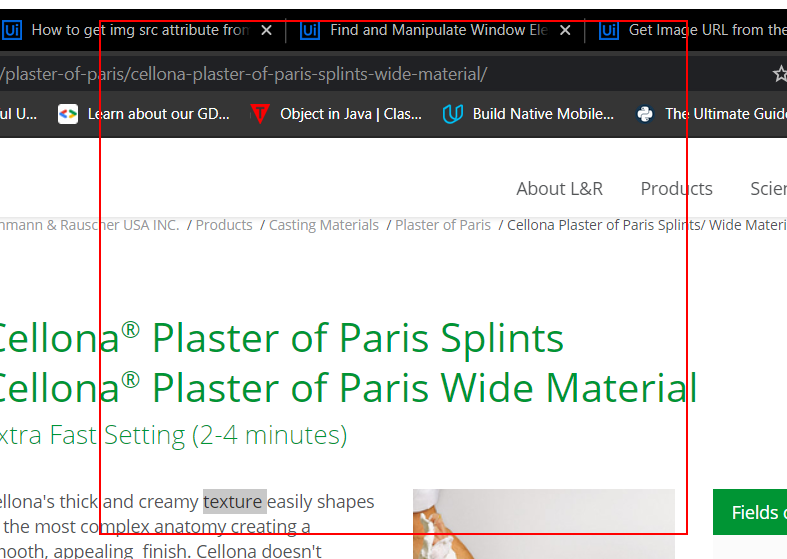 Ui How to get img src attribute from Ui Find and Manipulate Window Ele Ui Get Image URL from the
/plaster-of-paris/cellona-plaster-of-paris-splints-wide-material/
ul U... Learn about our GD... Object in Java | Clas... Build Native Mobile... The Ultimate Guide
About L&R Products Scien
hmann & Rauscher USA INC. / Products / Casting Materials / Plaster of Paris / Cellona Plaster of Paris Splints/ Wide Materi
Cellona® Plaster of Paris Splints
Cellona® Plaster of Paris Wide Material
xtra Fast Setting (2-4 minutes)
ellona's thick and creamy texture easily shapes
the most complex anatomy creating a
mooth, appealing finish. Cellona doesn't
Fields o